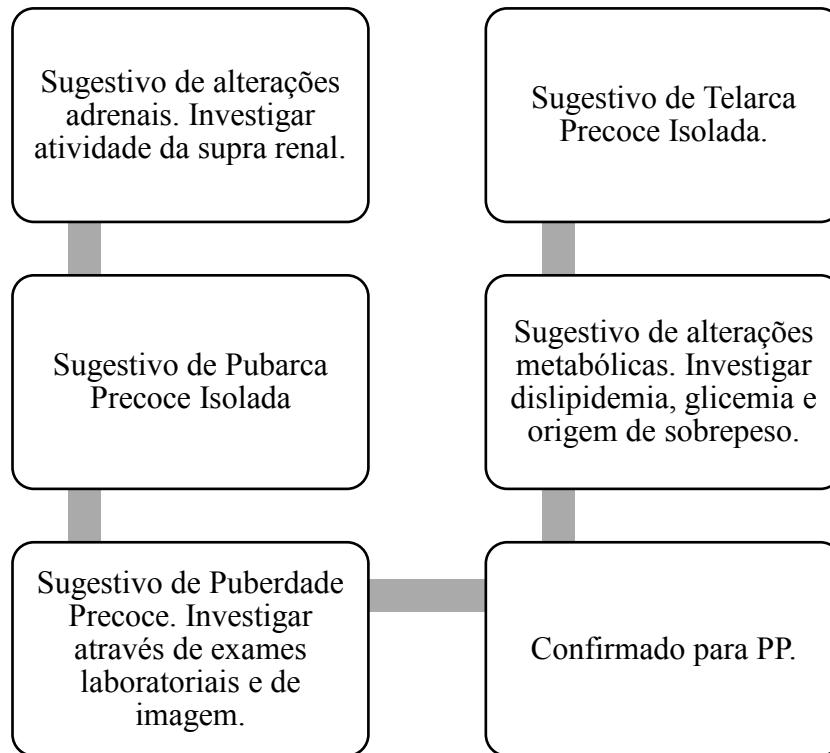 Sugestivo de alterações
adrenais. Investigar
atividade da supra renal.
Sugestivo de Pubarca
Precoce Isolada
Sugestivo de Puberdade
Precoce. Investigar
através de exames
laboratoriais e de
imagem.
Confirmado para PP.
Sugestivo de alterações
metabólicas. Investigar
dislipidemia, glicemia e
origem de sobrepeso.
Sugestivo de Telarca
Precoce Isolada.